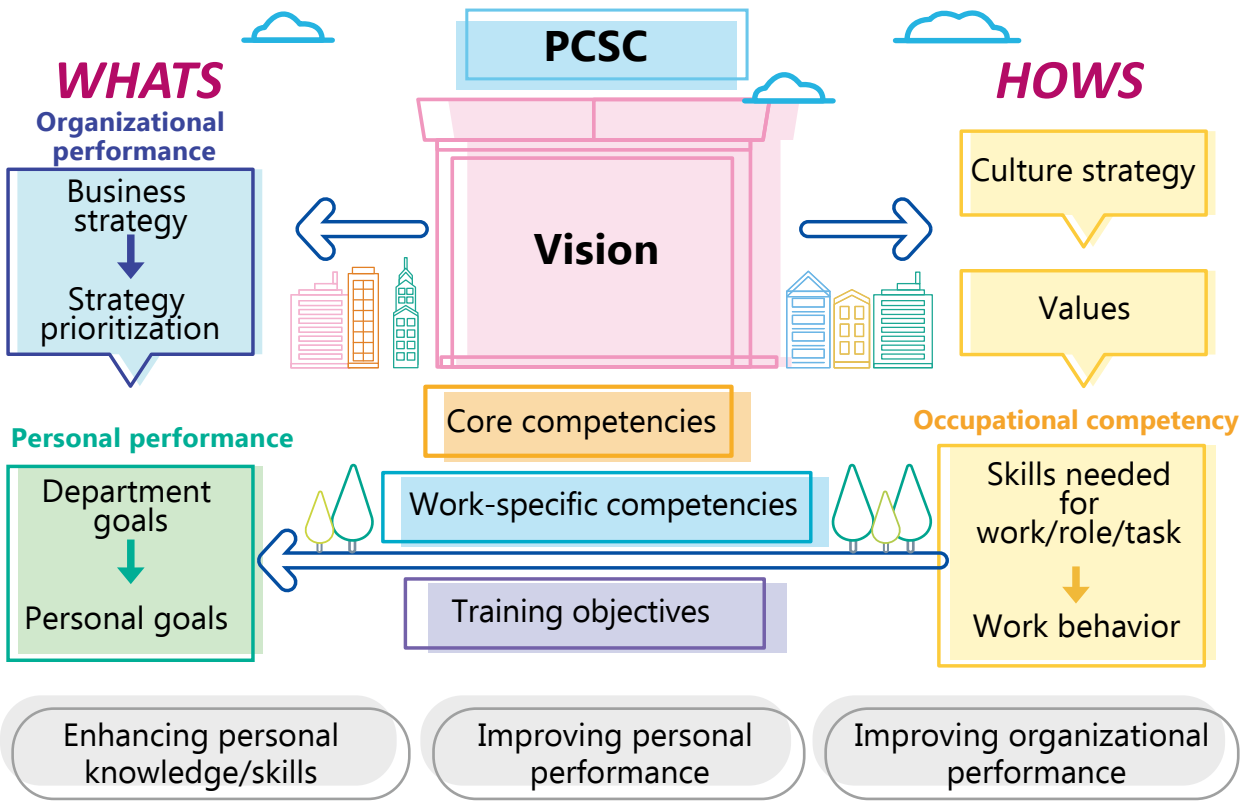 PCSC
WHATS
HOWS
Organizational
performance
Business
strategy
Strategy
prioritization
Vision
Culture strategy
Values
Personal performance
Department
goals
Personal goals
Core competencies
Work-specific competencies
Training objectives
Occupational competency
Skills needed
for
work/role/task
Work behavior
Enhancing personal
knowledge/skills
Improving personal
performance
Improving organizational
performance